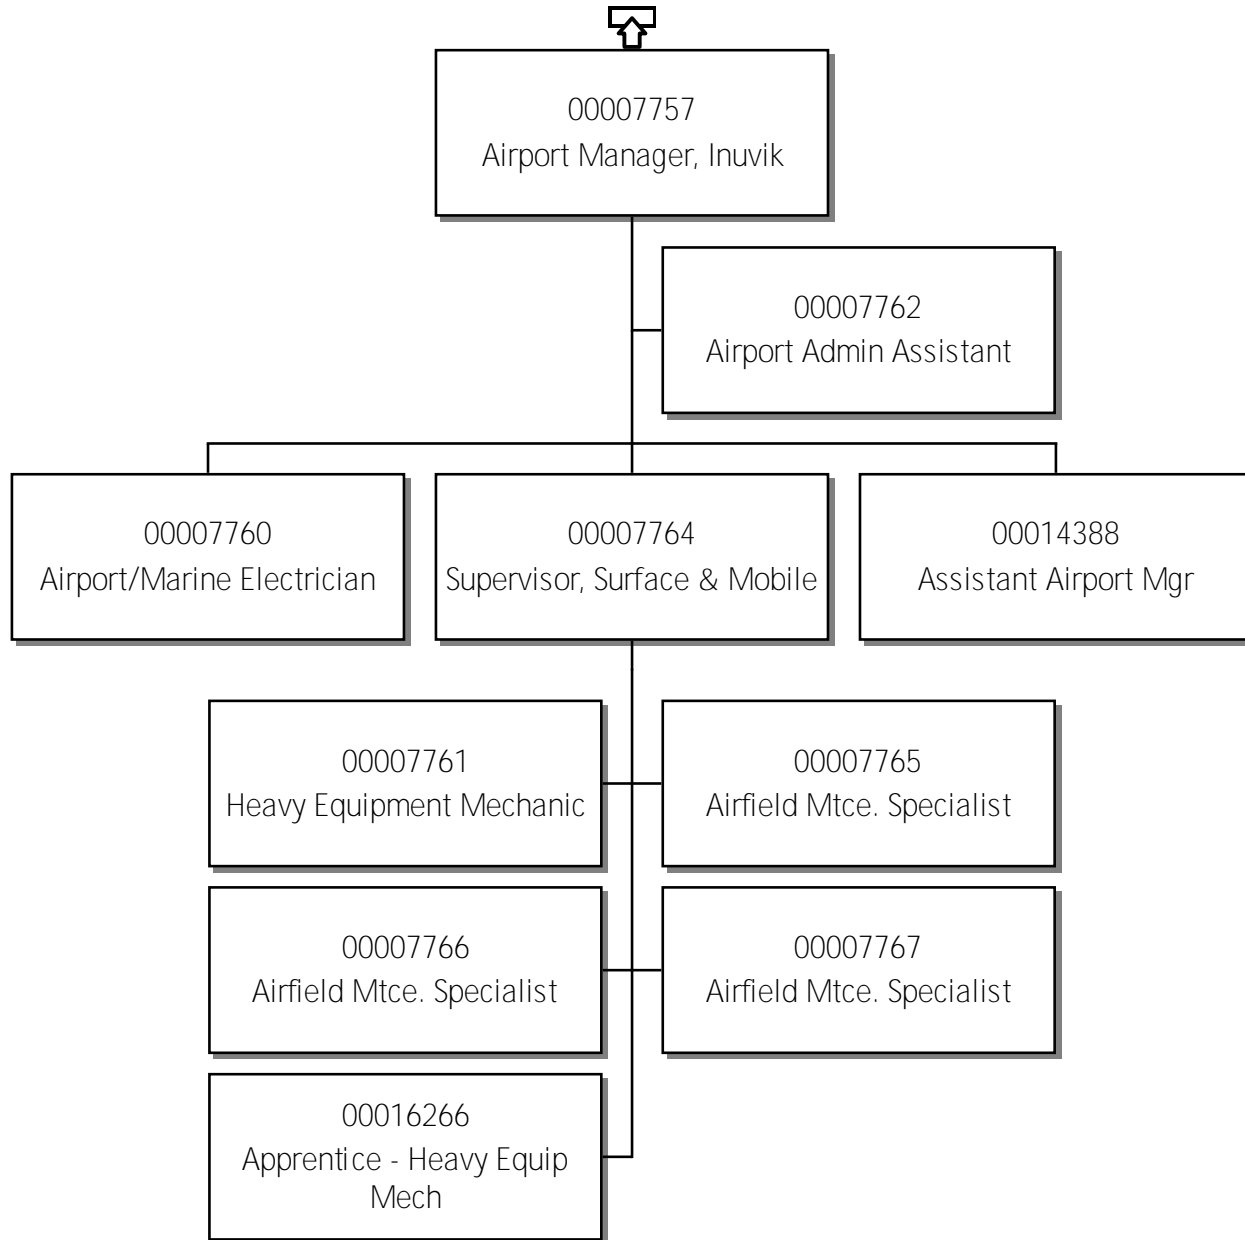 00007757
Airport Manager, Inuvik
00007762
Airport Admin Assistant
00007760
Airport/Marine Electrician
00007764
Supervisor, Surface & Mobile
00014388
Assistant Airport Mgr
00007761
Heavy Equipment Mechanic
00007765
Airfield Mtce. Specialist
00007766
Airfield Mtce. Specialist
00007767
Airfield Mtce. Specialist
00016266
Apprentice - Heavy Equip
Mech